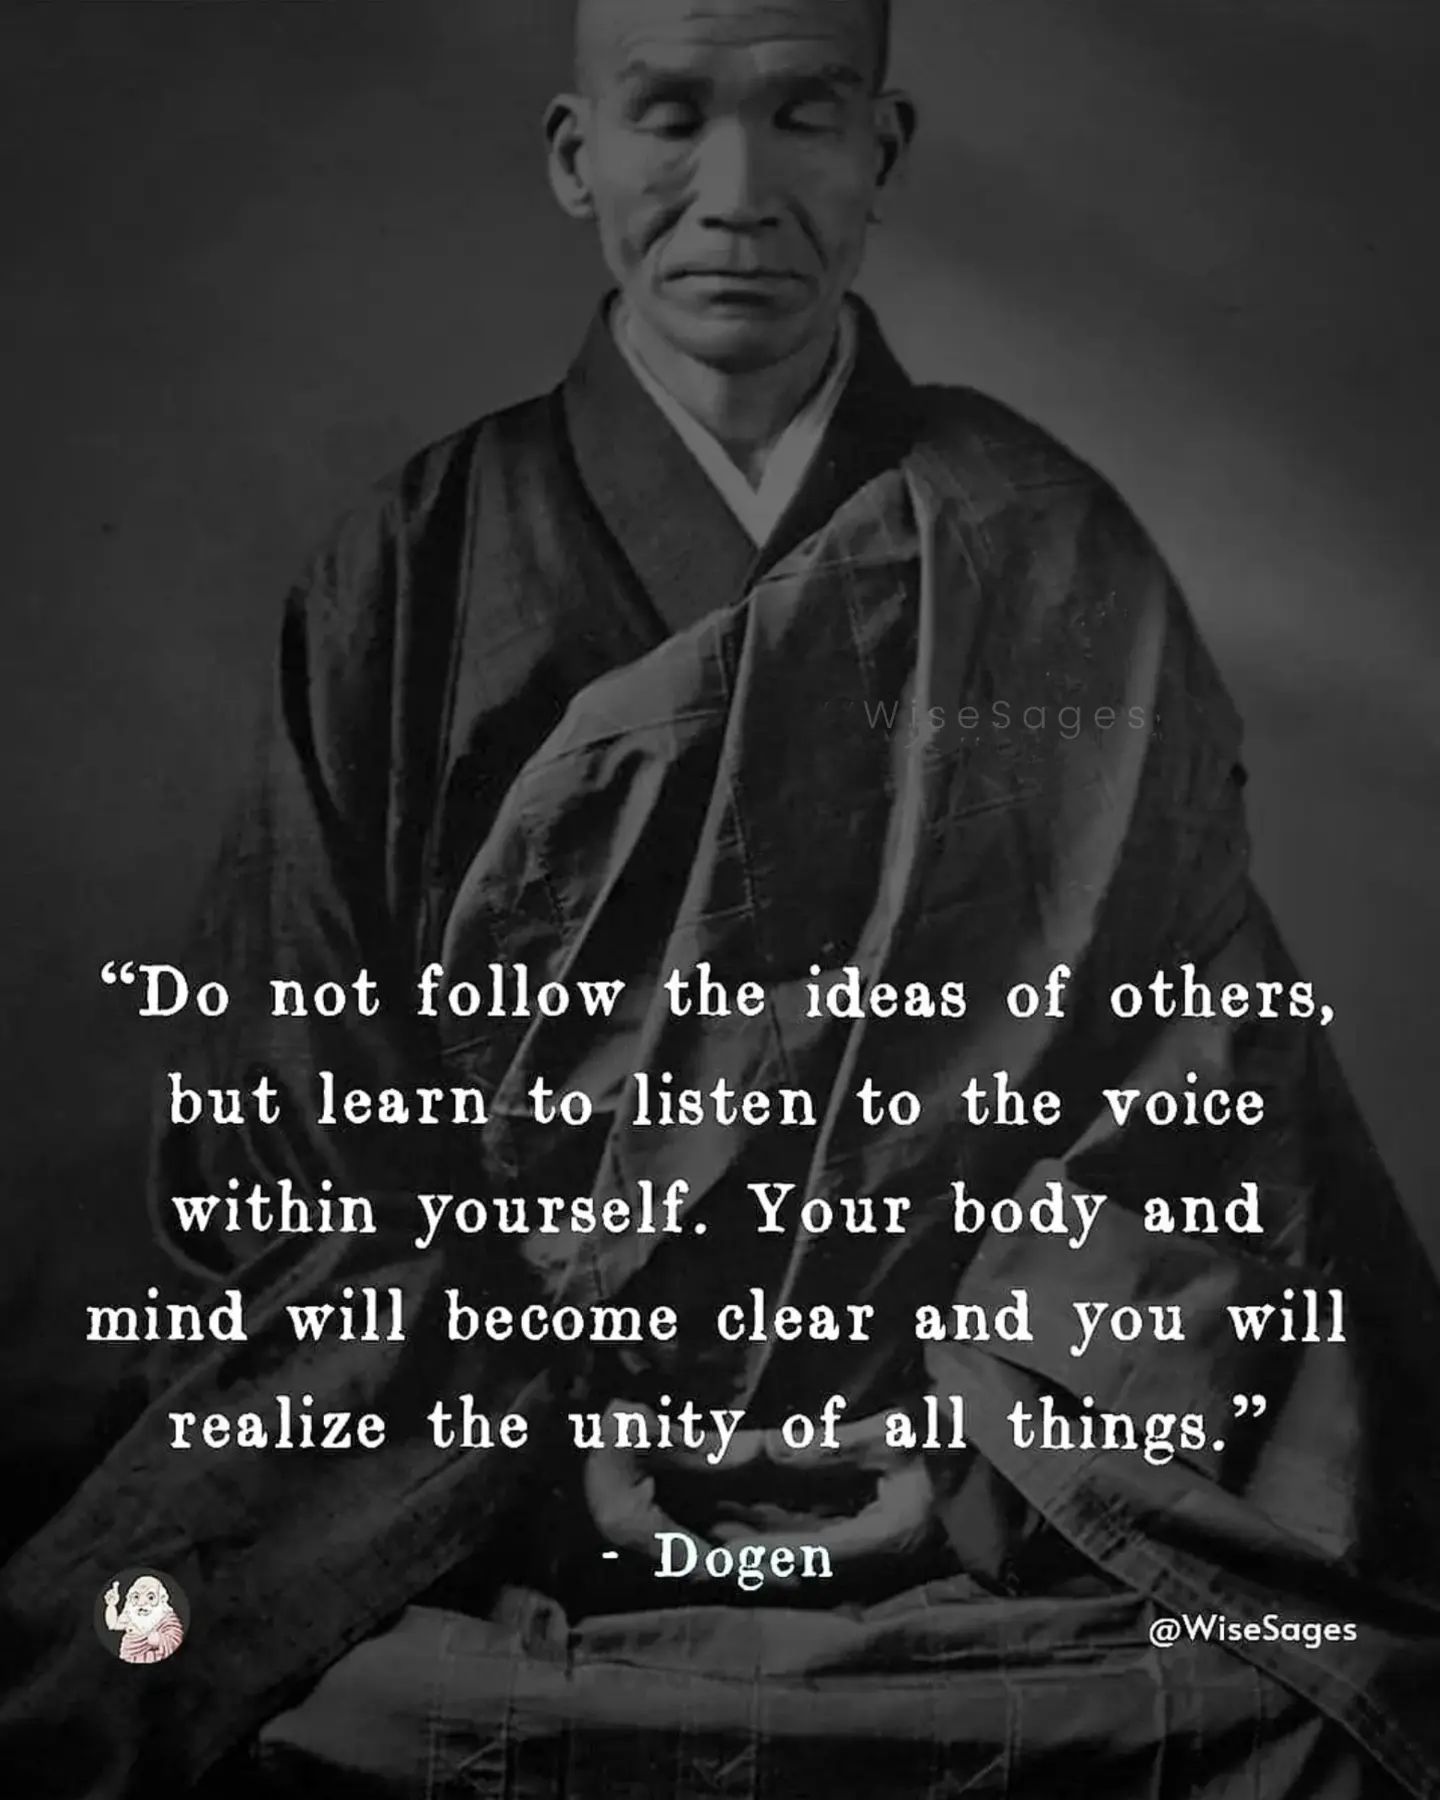 WiseSages
“Do not follow the ideas of others,
but learn to listen to the voice
within yourself. Your body and
mind will become clear and you will
realize the unity of all things.”
- Dogen
@WiseSages